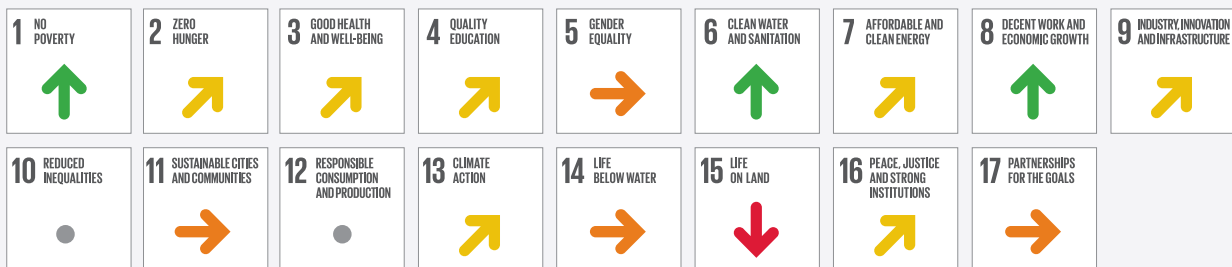 1 NO
POVERTY
2 ZERO
HUNGER
3 GOOD HEALTH
AND WELL-BEING
4 QUALITY
EDUCATION
5 GENDER
EQUALITY
6 CLEAN WATER
AND SANITATION
7 AFFORDABLE AND
CLEAN ENERGY
8 DECENT WORK AND
ECONOMIC GROWTH
9 INDUSTRY, INNOVATION
AND INFRASTRUCTURE
10 REDUCED
INEQUALITIES
11 SUSTAINABLE CITIES
AND COMMUNITIES
12 RESPONSIBLE
CONSUMPTION
AND PRODUCTION
13 CLIMATE
ACTION
14 LIFE
BELOW WATER
15 LIFE
ON LAND
16 PEACE, JUSTICE
AND STRONG
INSTITUTIONS
17 PARTNERSHIPS
FOR THE GOALS